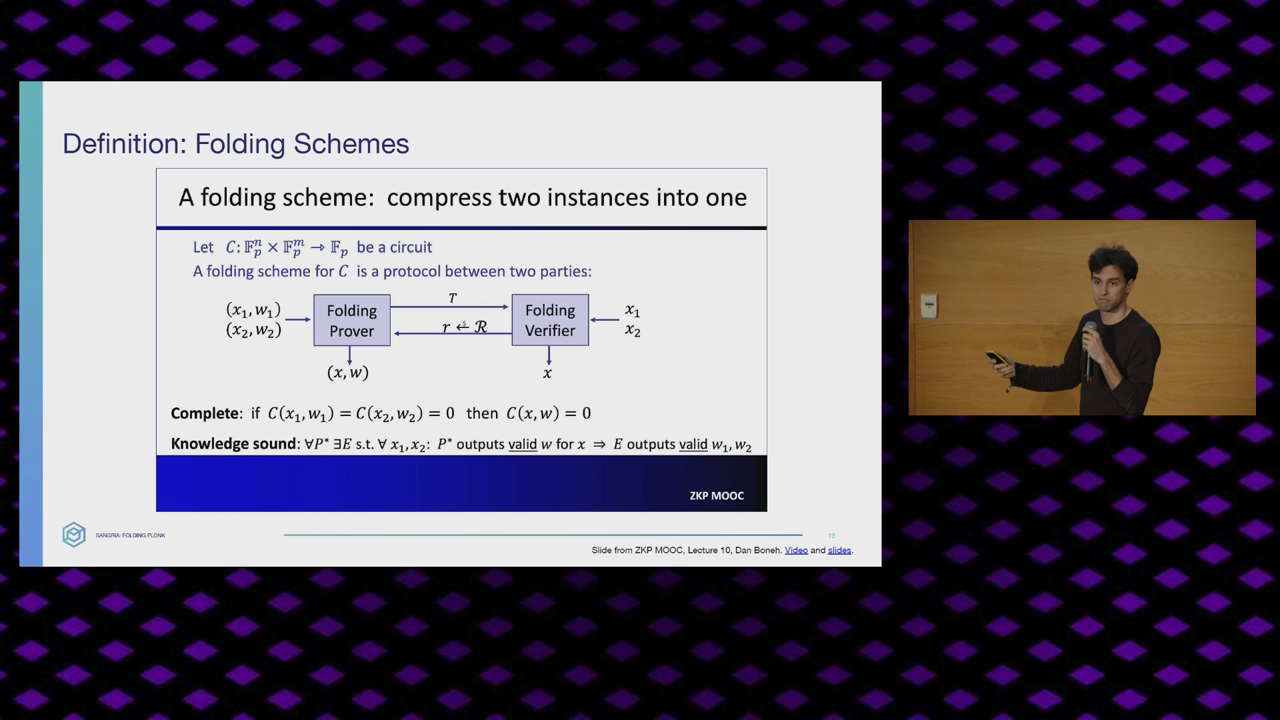 Definition: Folding Schemes
A folding scheme: compress two instances into one
Let C: 𝔽ₚⁿ × 𝔽ₚᵐ → 𝔽ₚ be a circuit
A folding scheme for C is a protocol between two parties:
(x₁, w₁)
(x₂, w₂)
Folding
Prover
T
r ←$ ℛ
Folding
Verifier
x₁
x₂
(x, w)
x
Complete: if C(x₁, w₁) = C(x₂, w₂) = 0 then C(x, w) = 0
Knowledge sound: ∀P* ∃E s.t. ∀ x₁, x₂: P* outputs valid w for x ⇒ E outputs valid w₁, w₂
ZKP MOOC
SANGRIA: FOLDING PLONK
19
Slide from ZKP MOOC, Lecture 10, Dan Boneh. Video and slides.